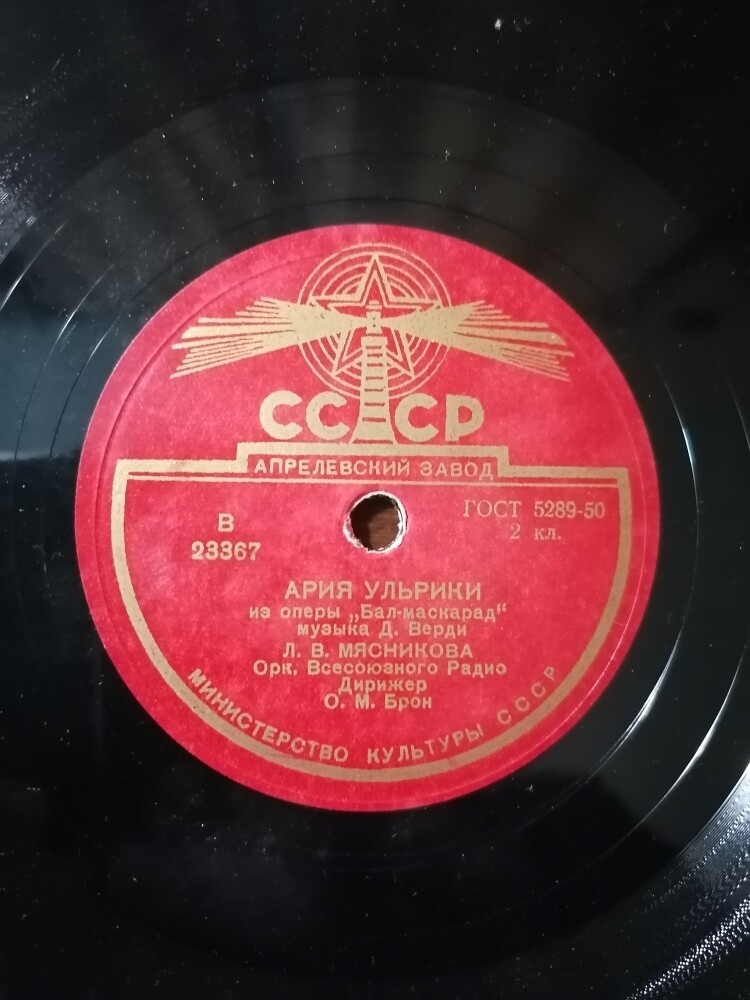 СССР
АПРЕЛЕВСКИЙ ЗАВОД
В
23367
ГОСТ 5289-50
2 кл.
АРИЯ УЛЬРИКИ
из оперы „Бал-маскарад“
музыка Д. Верди
Л. В. МЯСНИКОВА
Орк. Всесоюзного Радио
Дирижер
О. М. Брон
МИНИСТЕРСТВО КУЛЬТУРЫ СССР